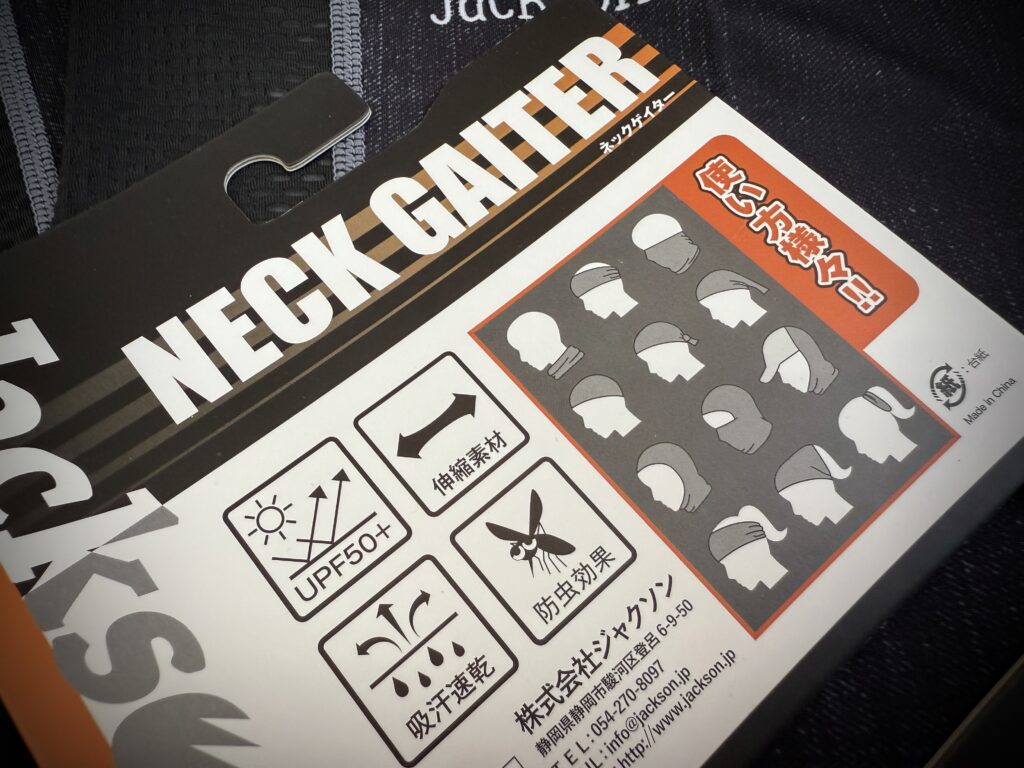 NECK GAITER
ネックゲイター
使い方様々!!
UPF50+
伸縮素材
吸汗速乾
防虫効果
紙 : 台紙
Made in China
株式会社ジャクソン
静岡県静岡市駿河区登呂 6-9-50
TEL : 054-270-8097
info@jackson.jp
http://www.jackson.jp